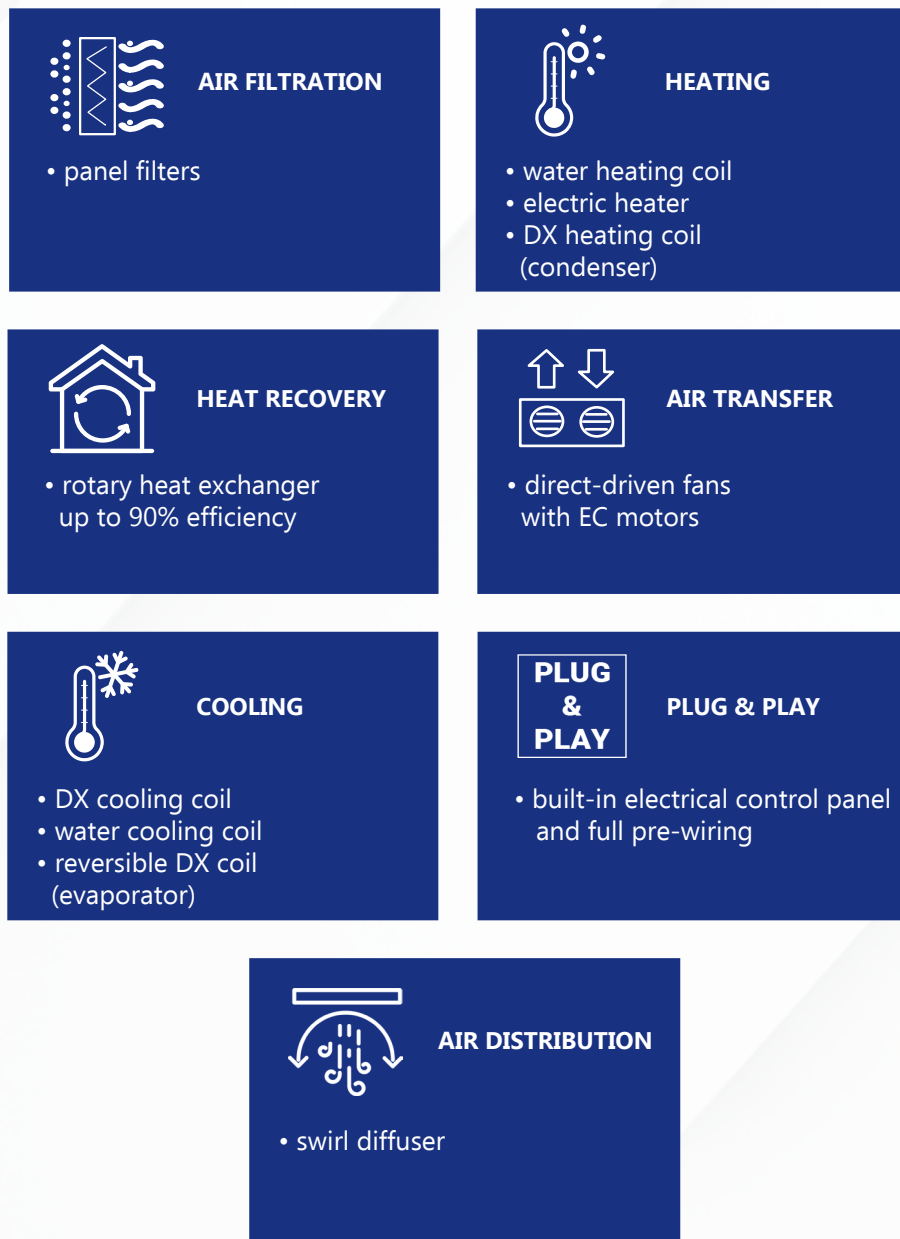 AIR FILTRATION
• panel filters
HEATING
• water heating coil
• electric heater
• DX heating coil
(condenser)
HEAT RECOVERY
• rotary heat exchanger
up to 90% efficiency
AIR TRANSFER
• direct-driven fans
with EC motors
COOLING
• DX cooling coil
• water cooling coil
• reversible DX coil
(evaporator)
PLUG
&
PLAY
PLUG & PLAY
• built-in electrical control panel
and full pre-wiring
AIR DISTRIBUTION
• swirl diffuser